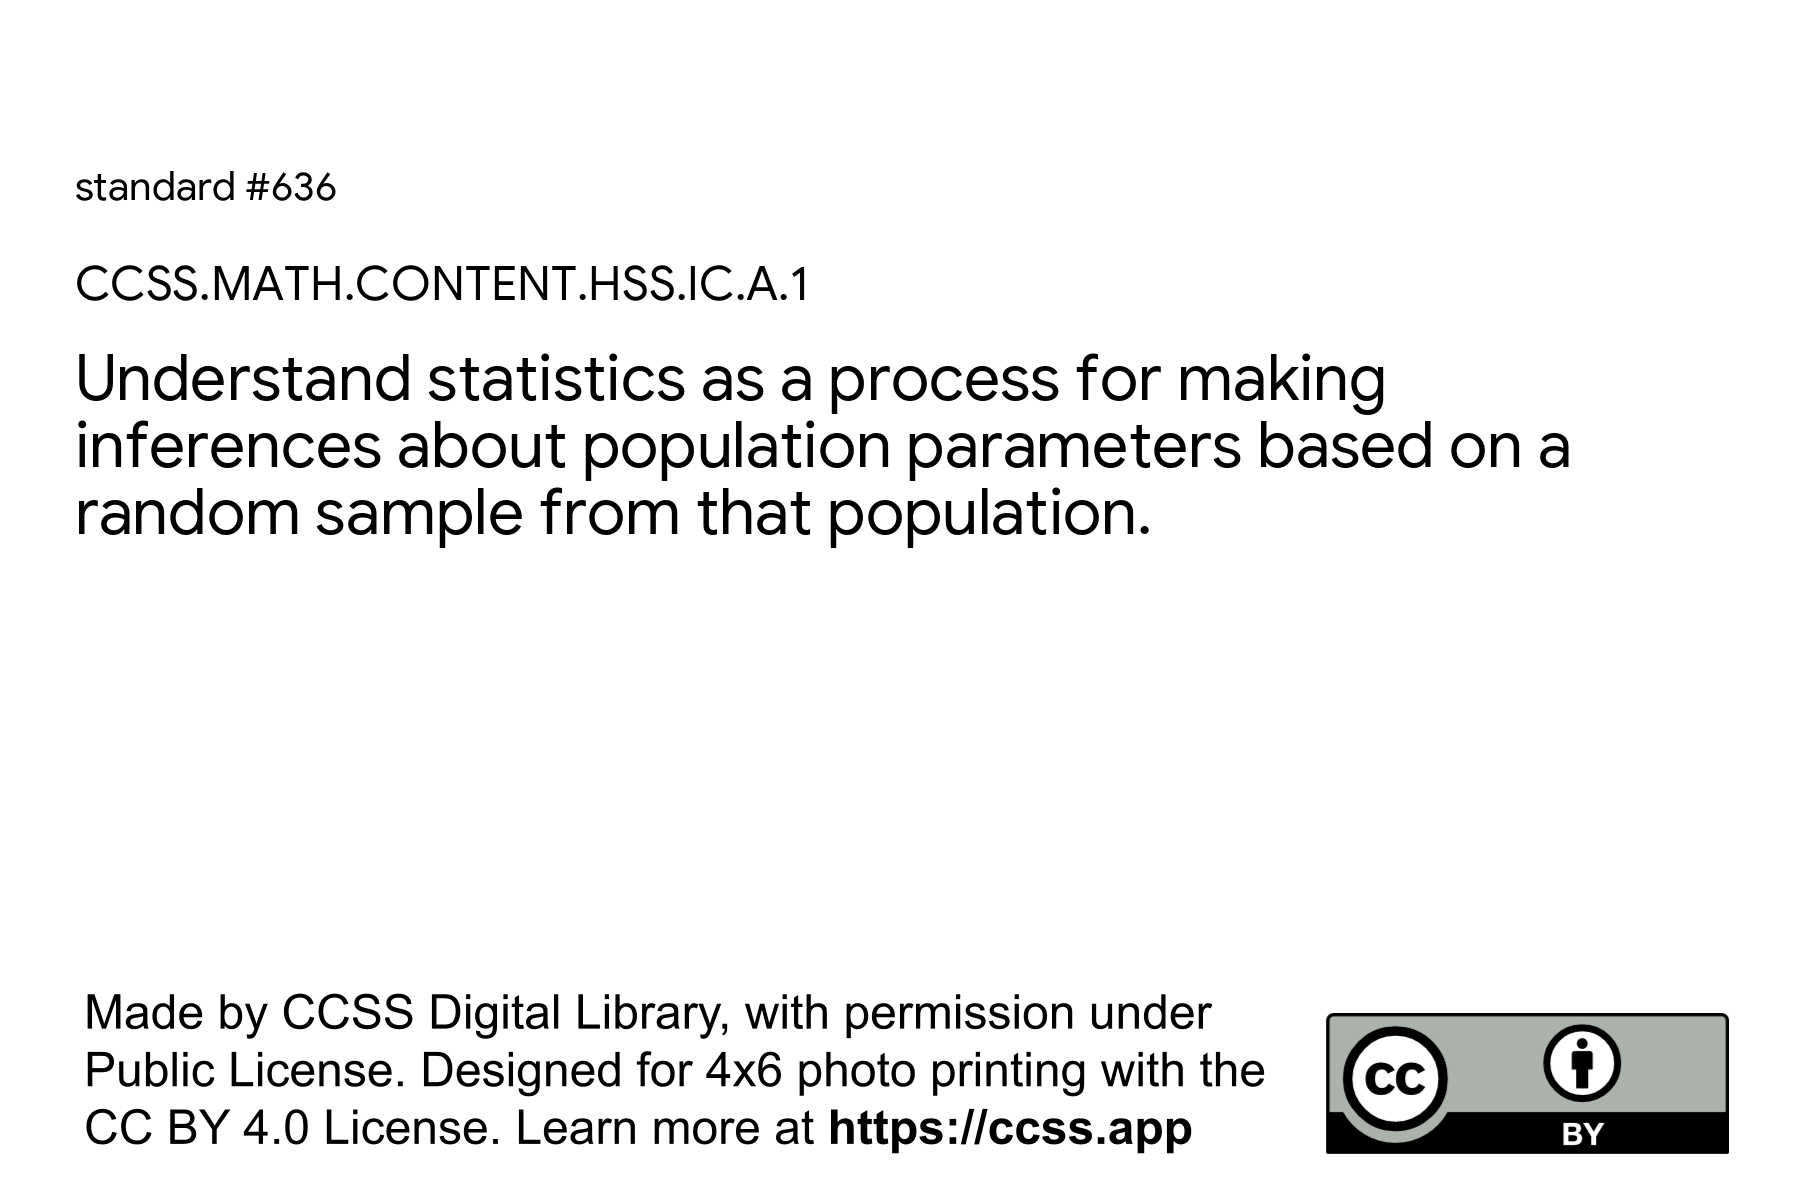 standard #636
CCSS.MATH.CONTENT.HSS.IC.A.1
Understand statistics as a process for making
inferences about population parameters based on a
random sample from that population.
Made by CCSS Digital Library, with permission under
Public License. Designed for 4x6 photo printing with the
CC BY 4.0 License. Learn more at https://ccss.app
CC
BY